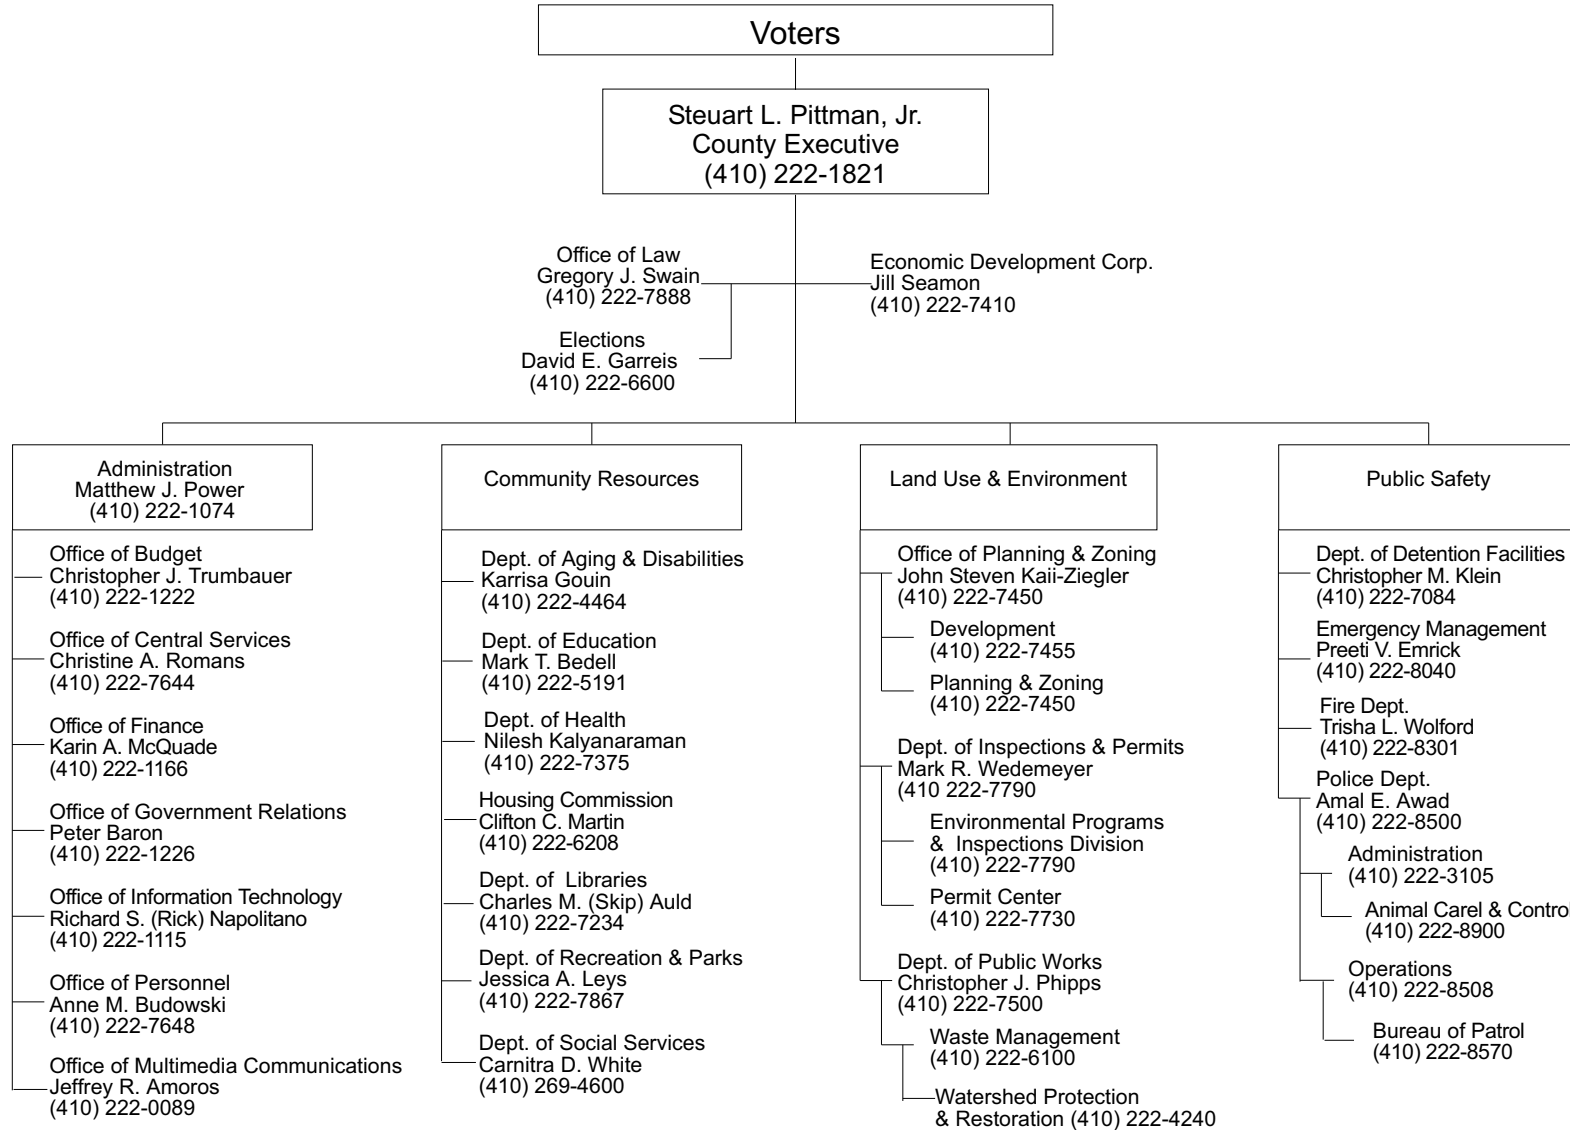 Voters
Steuart L. Pittman, Jr.
County Executive
(410) 222-1821
Office of Law
Gregory J. Swain
(410) 222-7888
Economic Development Corp.
Jill Seamon
(410) 222-7410
Elections
David E. Garreis
(410) 222-6600
Administration
Matthew J. Power
(410) 222-1074
Office of Budget
Christopher J. Trumbauer
(410) 222-1222
Office of Central Services
Christine A. Romans
(410) 222-7644
Office of Finance
Karin A. McQuade
(410) 222-1166
Office of Government Relations
Peter Baron
(410) 222-1226
Office of Information Technology
Richard S. (Rick) Napolitano
(410) 222-1115
Office of Personnel
Anne M. Budowski
(410) 222-7648
Office of Multimedia Communications
Jeffrey R. Amoros
(410) 222-0089
Community Resources
Dept. of Aging & Disabilities
Karrisa Gouin
(410) 222-4464
Dept. of Education
Mark T. Bedell
(410) 222-5191
Dept. of Health
Nilesh Kalyanaraman
(410) 222-7375
Housing Commission
Clifton C. Martin
(410) 222-6208
Dept. of Libraries
Charles M. (Skip) Auld
(410) 222-7234
Dept. of Recreation & Parks
Jessica A. Leys
(410) 222-7867
Dept. of Social Services
Carnitra D. White
(410) 269-4600
Land Use & Environment
Office of Planning & Zoning
John Steven Kaii-Ziegler
(410) 222-7450
Development
(410) 222-7455
Planning & Zoning
(410) 222-7450
Dept. of Inspections & Permits
Mark R. Wedemeyer
(410 222-7790
Environmental Programs
& Inspections Division
(410) 222-7790
Permit Center
(410) 222-7730
Dept. of Public Works
Christopher J. Phipps
(410) 222-7500
Waste Management
(410) 222-6100
Watershed Protection
& Restoration (410) 222-4240
Public Safety
Dept. of Detention Facilities
Christopher M. Klein
(410) 222-7084
Emergency Management
Preeti V. Emrick
(410) 222-8040
Fire Dept.
Trisha L. Wolford
(410) 222-8301
Police Dept.
Amal E. Awad
(410) 222-8500
Administration
(410) 222-3105
Animal Carel & Control
(410) 222-8900
Operations
(410) 222-8508
Bureau of Patrol
(410) 222-8570